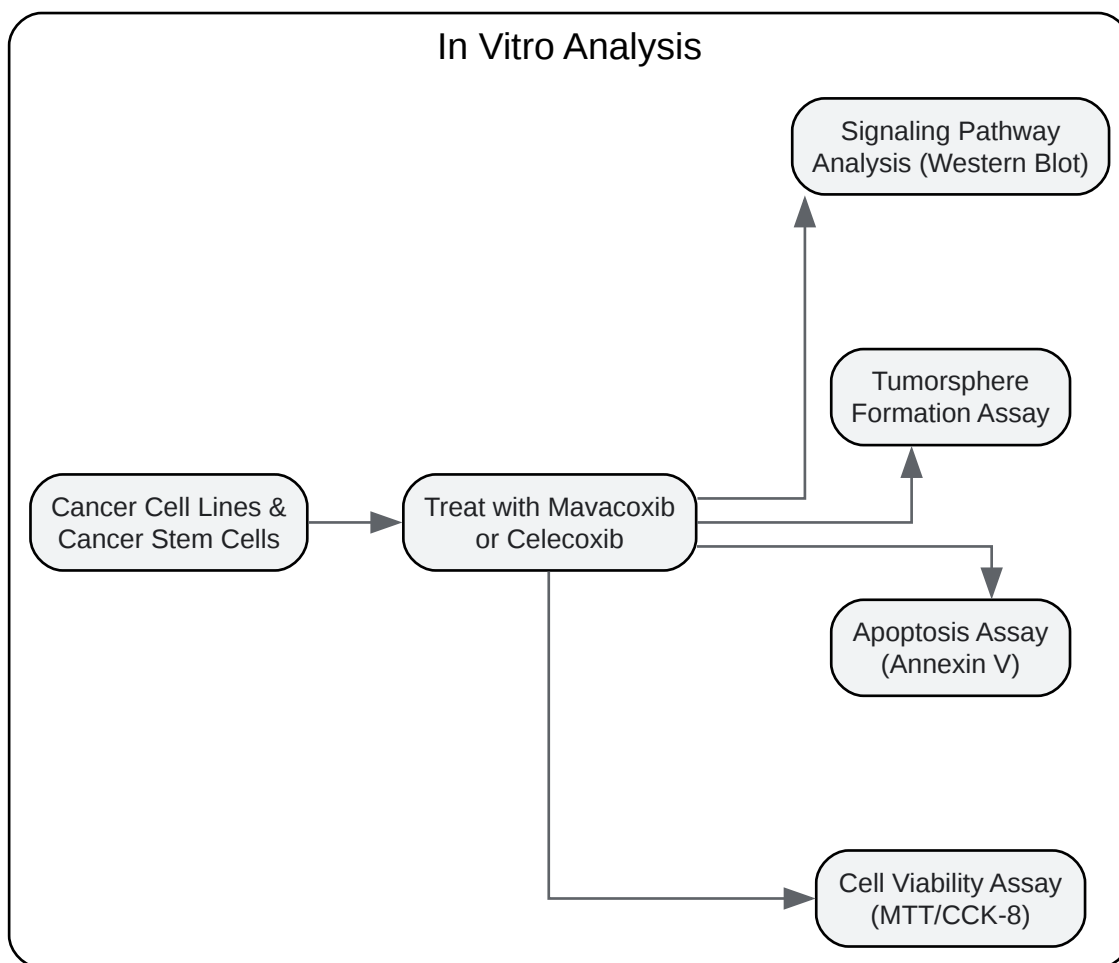 In Vitro Analysis
Signaling Pathway
Analysis (Western Blot)
Tumorsphere
Formation Assay
Cancer Cell Lines &
Cancer Stem Cells
Treat with Mavacoxib
or Celecoxib
Apoptosis Assay
(Annexin V)
Cell Viability Assay
(MTT/CCK-8)